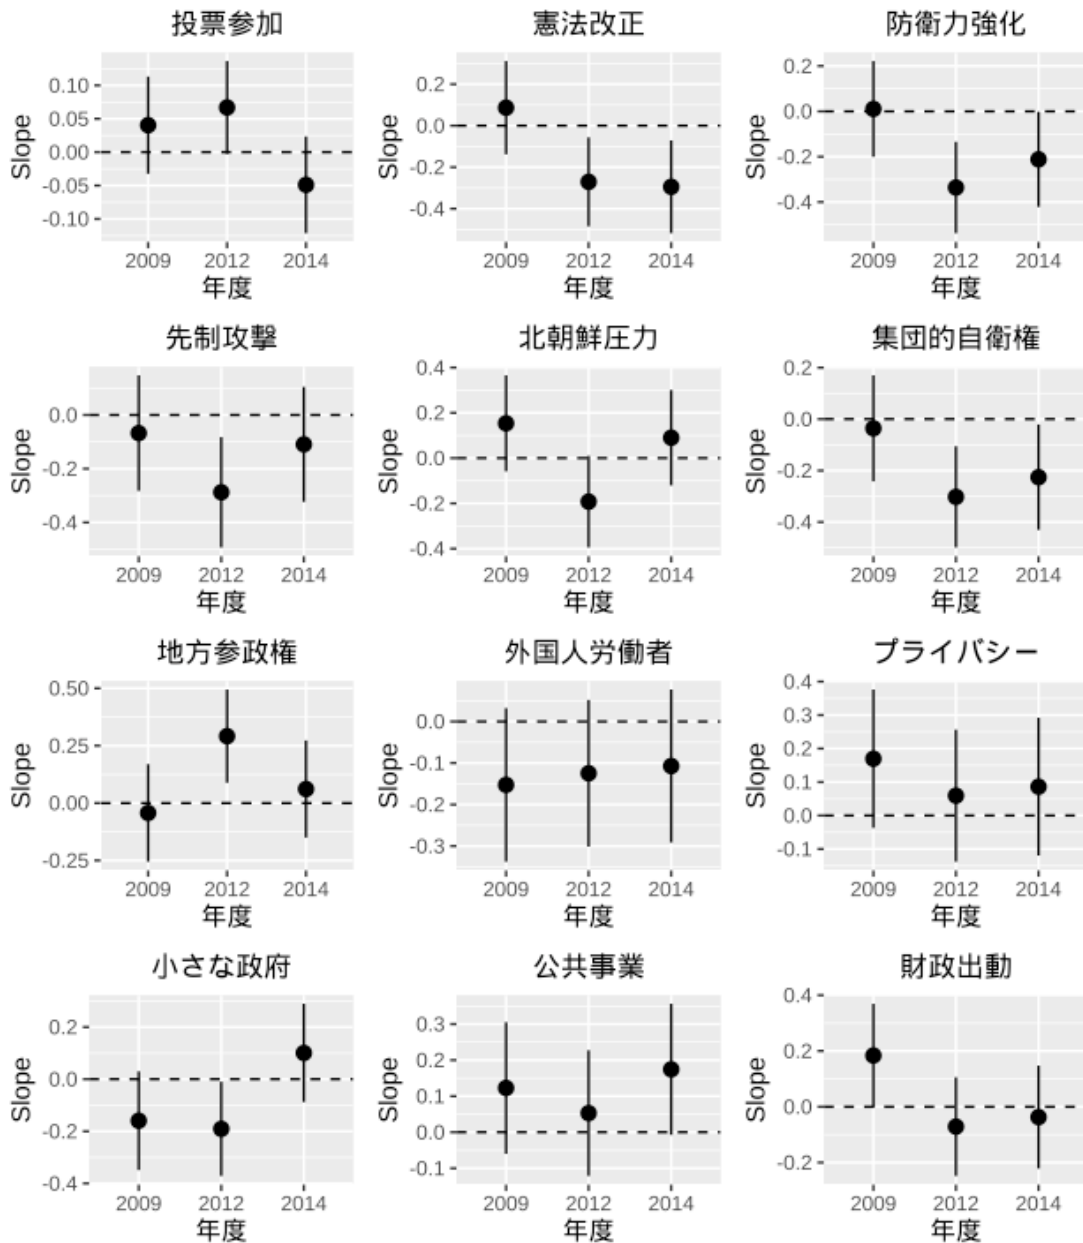 投票参加 憲法改正 防衛力強化
Slope 0.10 0.05 0.00 -0.05 -0.10 Slope 0.2 0.0 -0.2 -0.4 Slope 0.2 0.0 -0.2 -0.4
2009 2012 2014 2009 2012 2014 2009 2012 2014
年度 年度 年度
先制攻撃 北朝鮮圧力 集団的自衛権
Slope 0.0 -0.2 -0.4 Slope 0.4 0.2 0.0 -0.2 -0.4 Slope 0.2 0.0 -0.2 -0.4
2009 2012 2014 2009 2012 2014 2009 2012 2014
年度 年度 年度
地方参政権 外国人労働者 プライバシー
Slope 0.50 0.25 0.00 -0.25 Slope 0.0 -0.1 -0.2 -0.3 Slope 0.4 0.3 0.2 0.1 0.0 -0.1
2009 2012 2014 2009 2012 2014 2009 2012 2014
年度 年度 年度
小さな政府 公共事業 財政出動
Slope 0.2 0.0 -0.2 -0.4 Slope 0.3 0.2 0.1 0.0 -0.1 Slope 0.4 0.2 0.0 -0.2
2009 2012 2014 2009 2012 2014 2009 2012 2014
年度 年度 年度